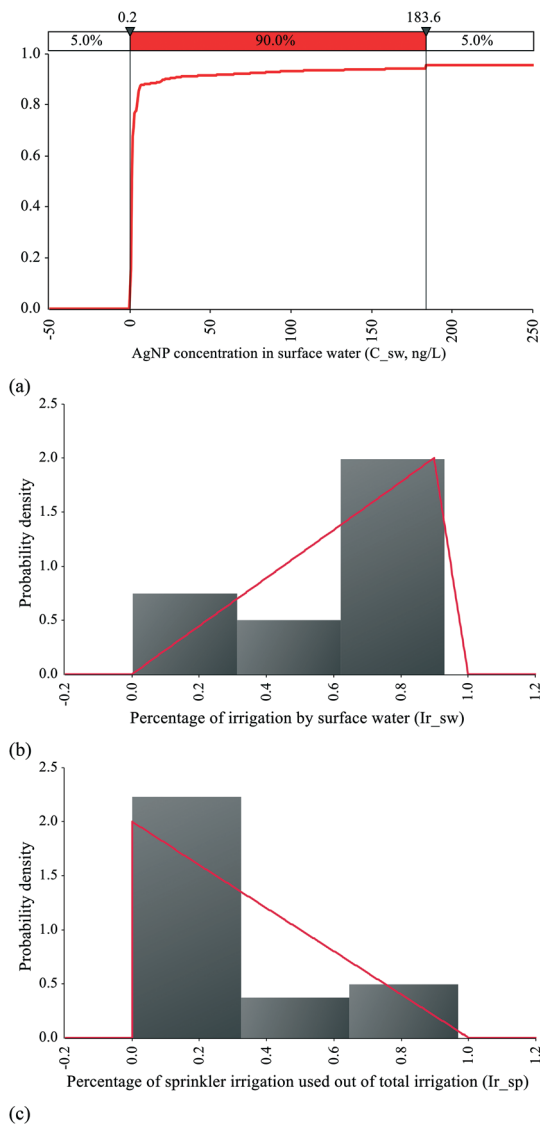 0.2 183.6
5.0% 90.0% 5.0%
1.0
0.8
0.6
0.4
0.2
0.0
-50 0 50 100 150 200 250
AgNP concentration in surface water (C_sw, ng/L)
(a)
2.5
2.0
1.5
1.0
0.5
0.0
Probability density
-0.2 0.0 0.2 0.4 0.6 0.8 1.0 1.2
Percentage of irrigation by surface water (Ir_sw)
(b)
2.5
2.0
1.5
1.0
0.5
0.0
Probability density
-0.2 0.0 0.2 0.4 0.6 0.8 1.0 1.2
Percentage of sprinkler irrigation used out of total irrigation (Ir_sp)
(c)